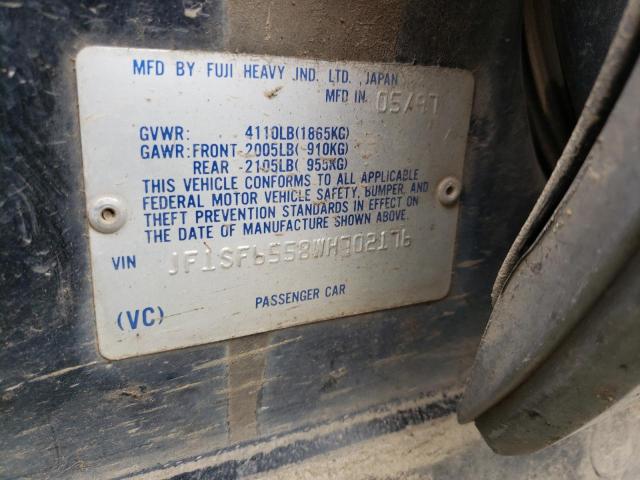 MFD BY FUJI HEAVY IND. LTD. JAPAN
MFD IN 05/97
GVWR: 4110LB(1865KG)
GAWR: FRONT-2005LB( 910KG)
REAR -2105LB( 955KG)
THIS VEHICLE CONFORMS TO ALL APPLICABLE
FEDERAL MOTOR VEHICLE SAFETY, BUMPER, AND
THEFT PREVENTION STANDARDS IN EFFECT ON
THE DATE OF MANUFACTURE SHOWN ABOVE.
VIN JF1SF6558WH302176
(VC) PASSENGER CAR